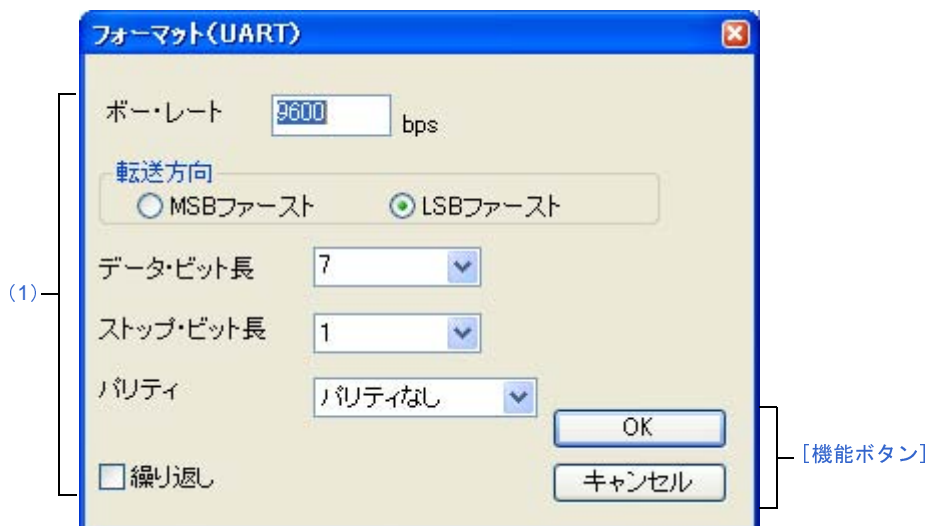 フォーマット(UART)
ボー・レート 9600 bps
転送方向
MSBファースト LSBファースト
データ・ビット長 7
(1)
ストップ・ビット長 1
パリティ パリティなし
OK
[機能ボタン]
繰り返し キャンセル